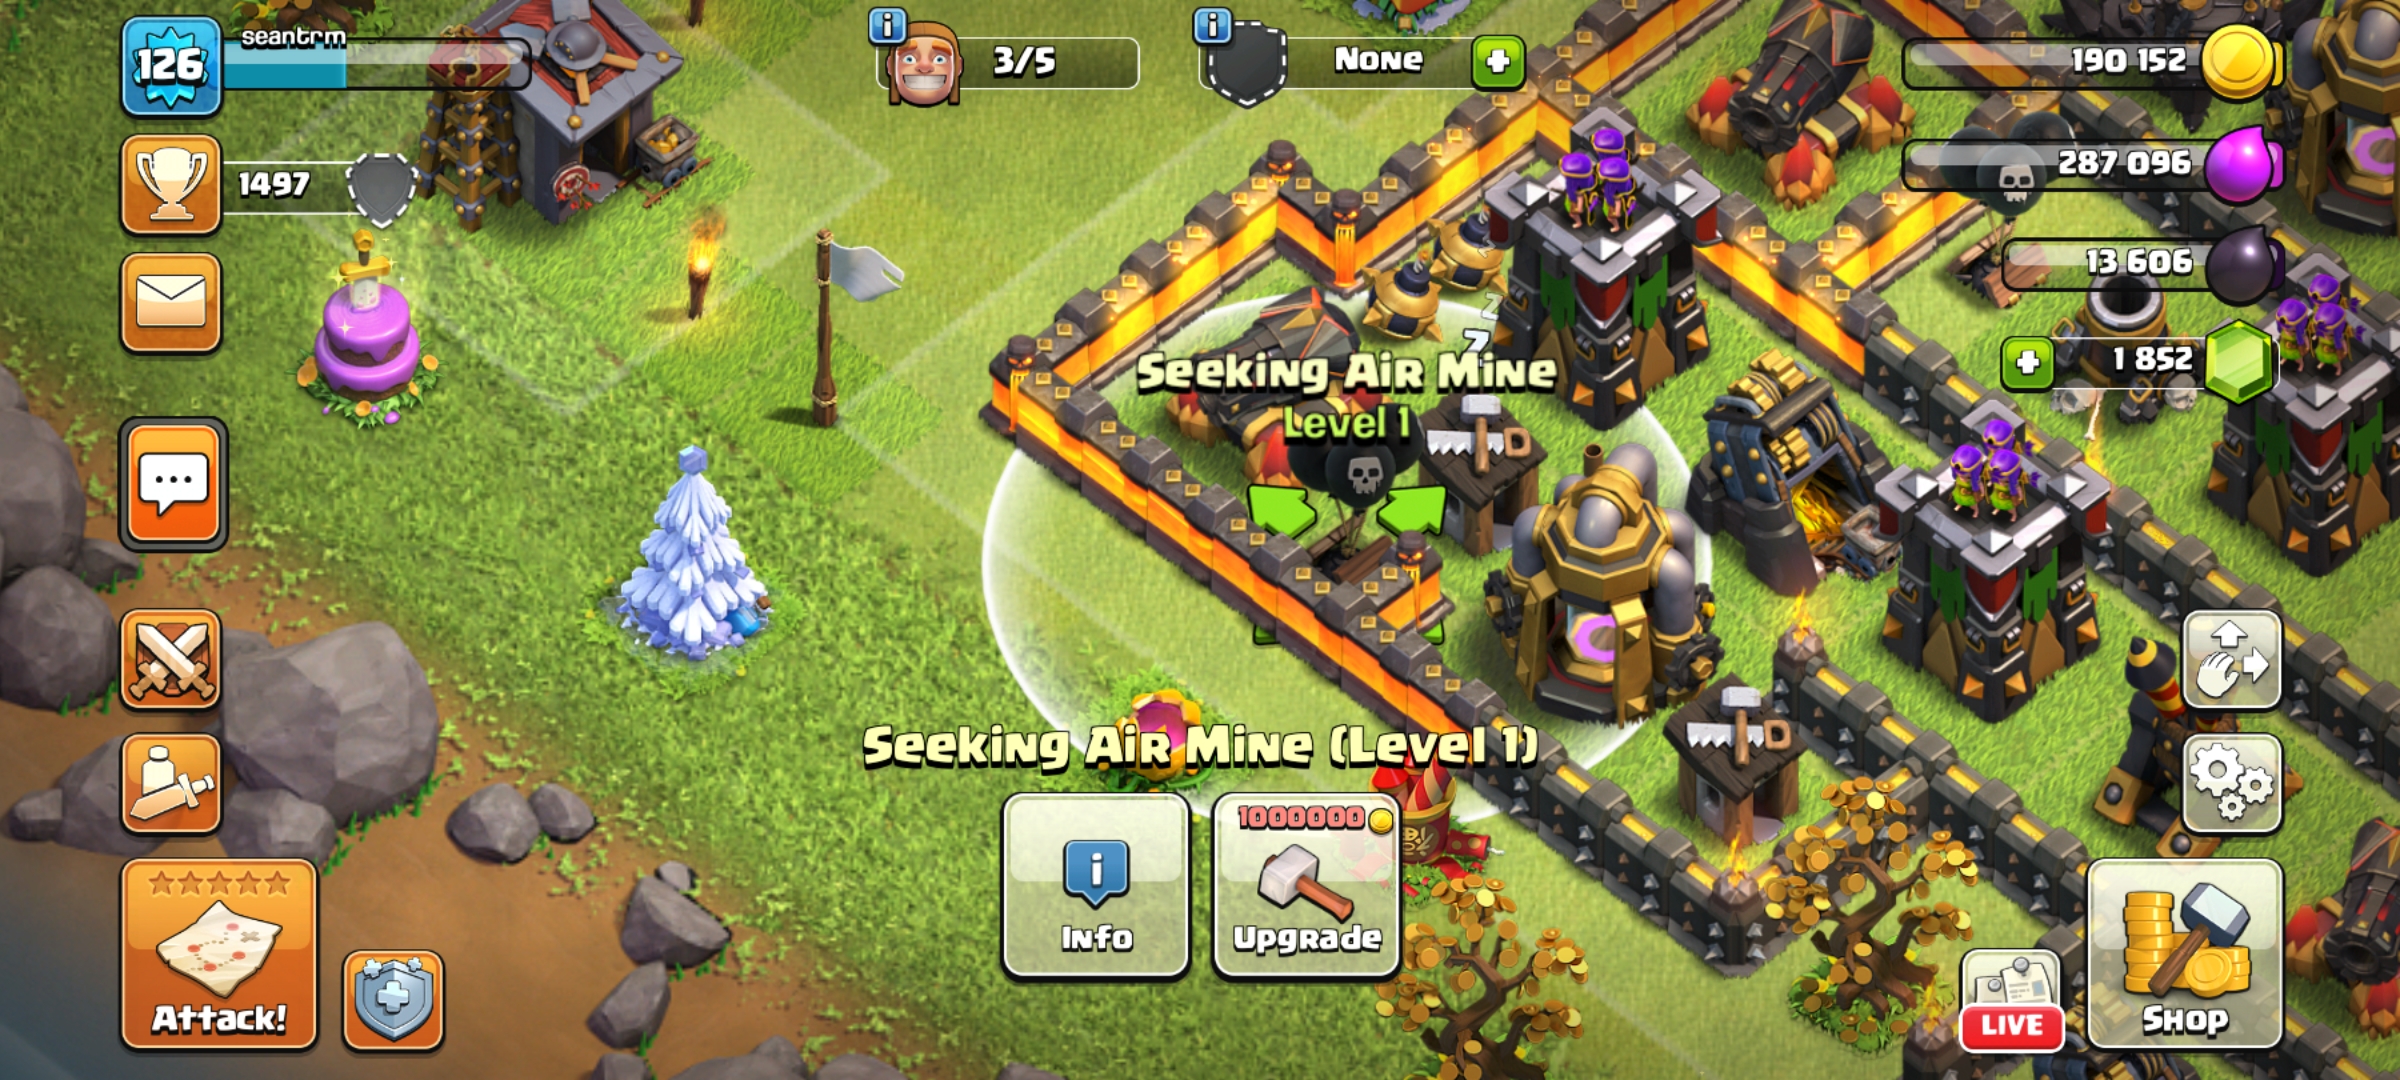 126
seantrm
3/5
None
190 152
1497
287 096
13 606
1 852
Seeking Air Mine
Level 1
Seeking Air Mine (Level 1)
1000000
Info
Upgrade
Attack!
LIVE
Shop